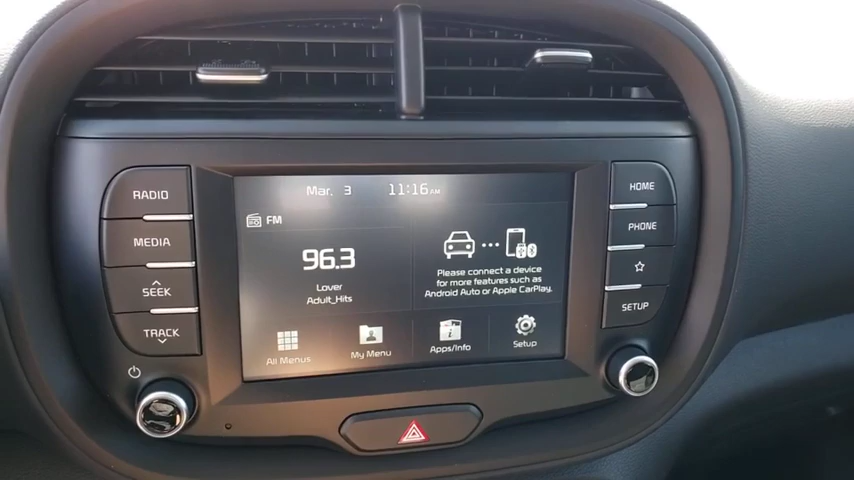 RADIO
MEDIA
SEEK
TRACK
Mar. 3 11:16 AM
FM
96.3
Lover
Adult_Hits
Please connect a device
for more features such as
Android Auto or Apple CarPlay.
All Menus
My Menu
Apps/Info
Setup
HOME
PHONE
SETUP